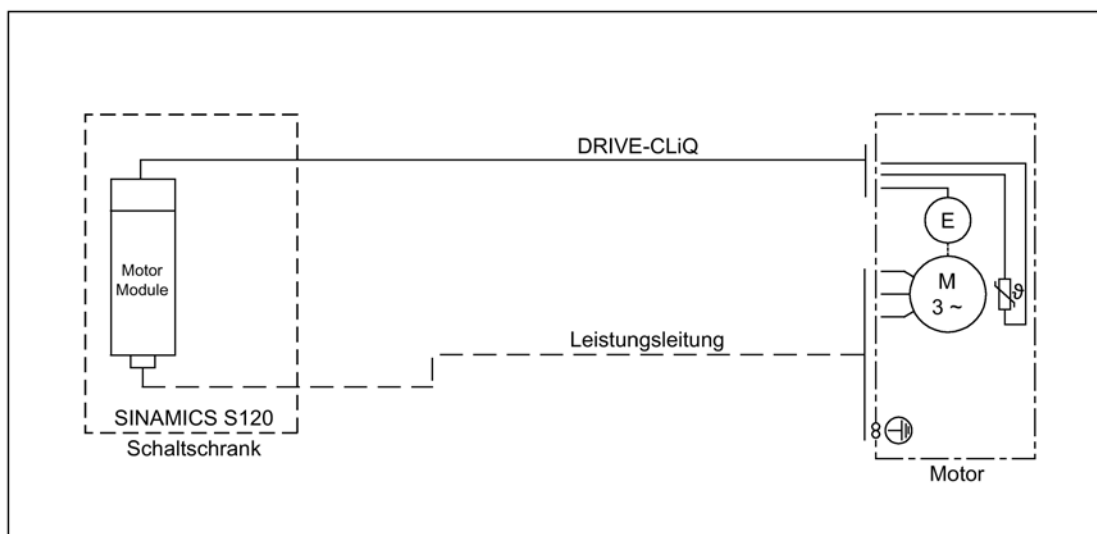 DRIVE-CLiQ
E
Motor
Module
M
3 ~
ϑ
Leistungsleitung
SINAMICS S120
Schaltschrank
Motor